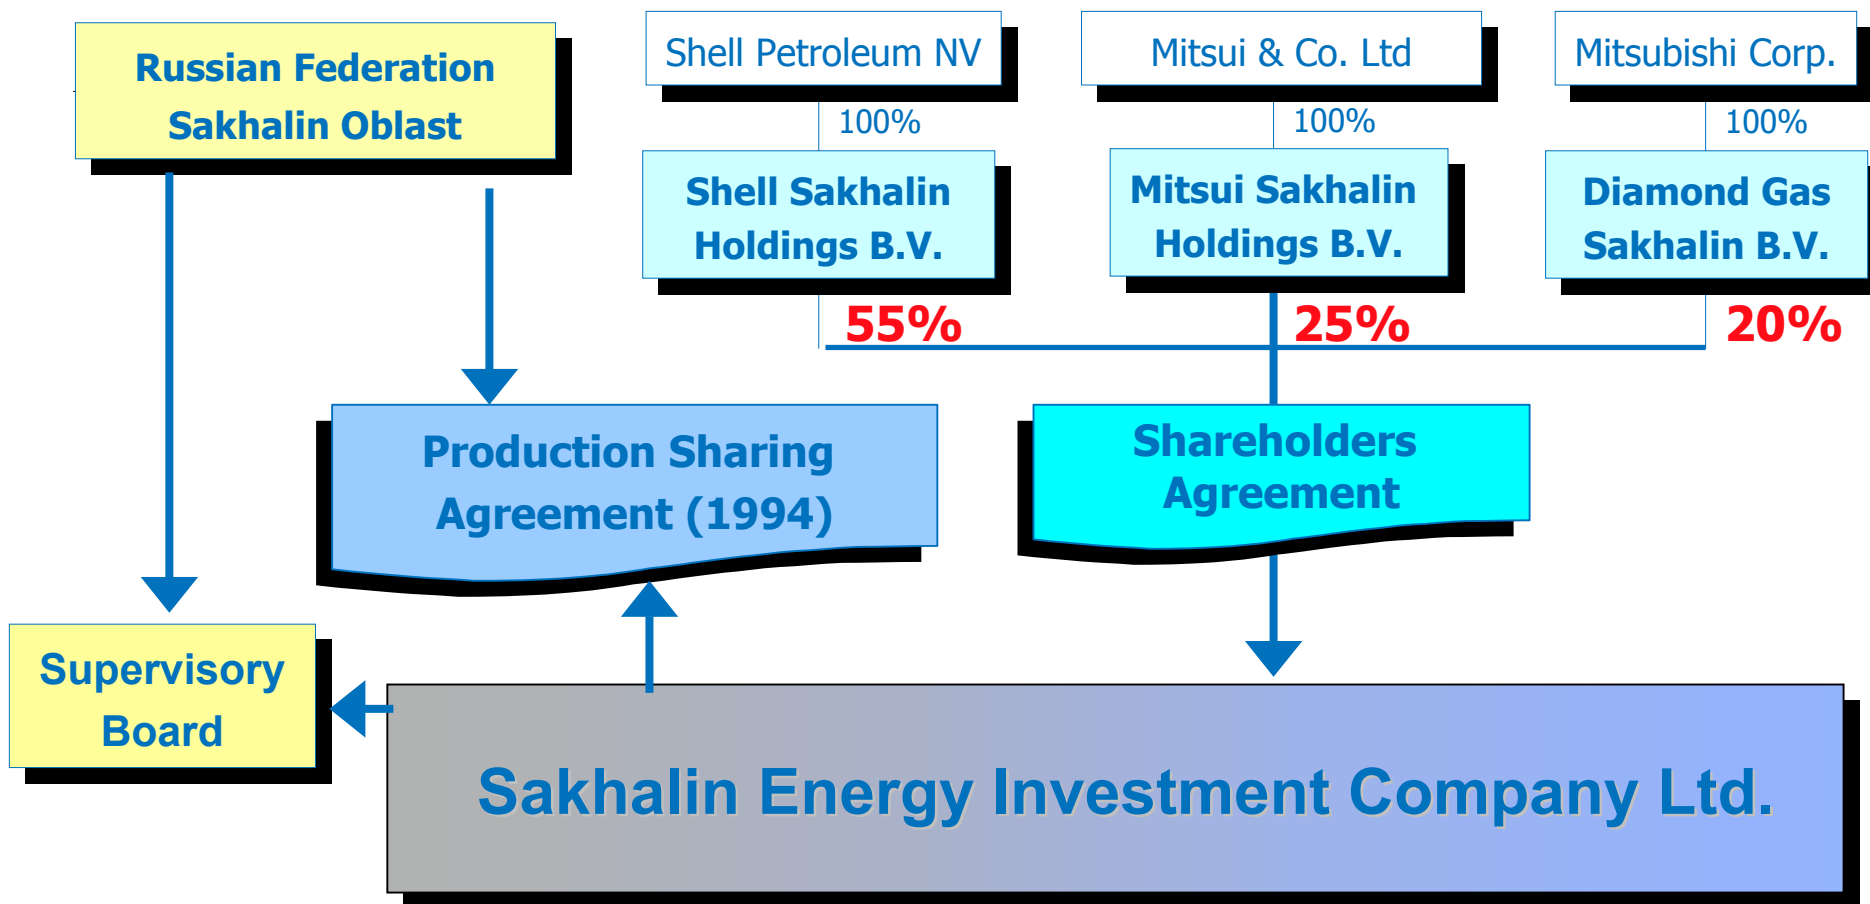 Russian Federation
Sakhalin Oblast
Shell Petroleum NV
Mitsui & Co. Ltd
Mitsubishi Corp.
100%
100%
100%
Shell Sakhalin
Holdings B.V.
Mitsui Sakhalin
Holdings B.V.
Diamond Gas
Sakhalin B.V.
55%
25%
20%
Production Sharing
Agreement (1994)
Shareholders
Agreement
Supervisory
Board
Sakhalin Energy Investment Company Ltd.